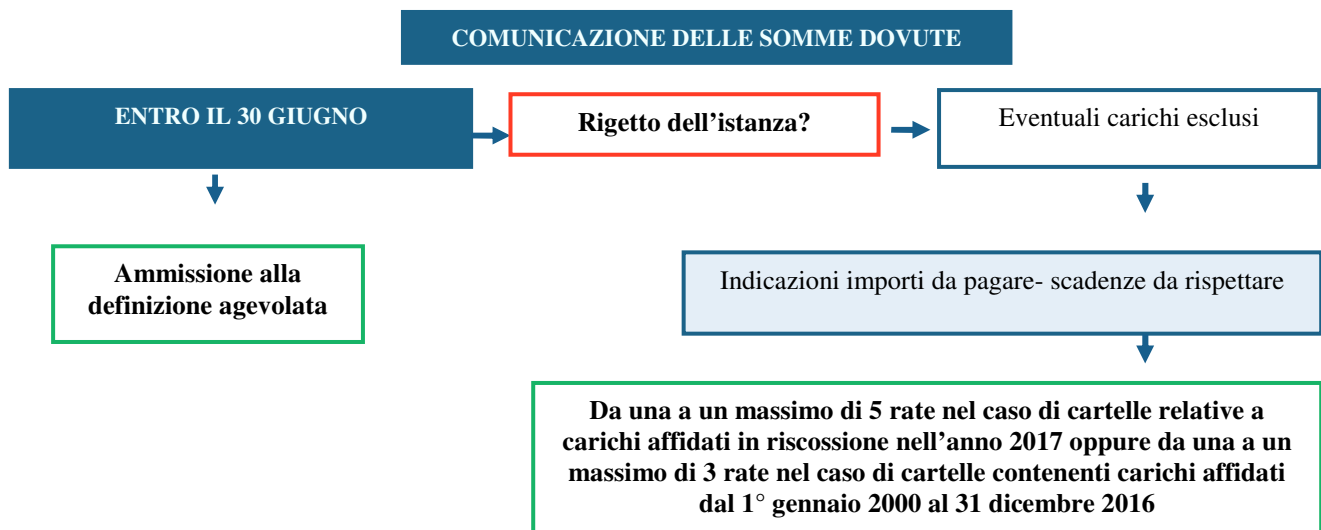 COMUNICAZIONE DELLE SOMME DOVUTE
ENTRO IL 30 GIUGNO
Rigetto dell’istanza?
Eventuali carichi esclusi
Ammissione alla
definizione agevolata
Indicazioni importi da pagare- scadenze da rispettare
Da una a un massimo di 5 rate nel caso di cartelle relative a
carichi affidati in riscossione nell’anno 2017 oppure da una a un
massimo di 3 rate nel caso di cartelle contenenti carichi affidati
dal 1° gennaio 2000 al 31 dicembre 2016